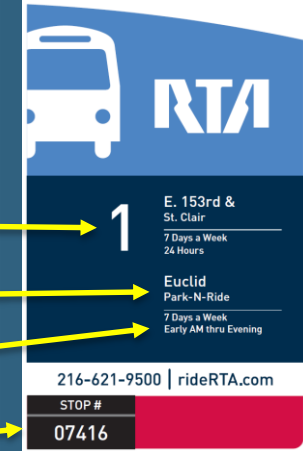 RTA
1
E. 153rd &
St. Clair
7 Days a Week
24 Hours
Euclid
Park-N-Ride
7 Days a Week
Early AM thru Evening
216-621-9500 | rideRTA.com
STOP #
07416